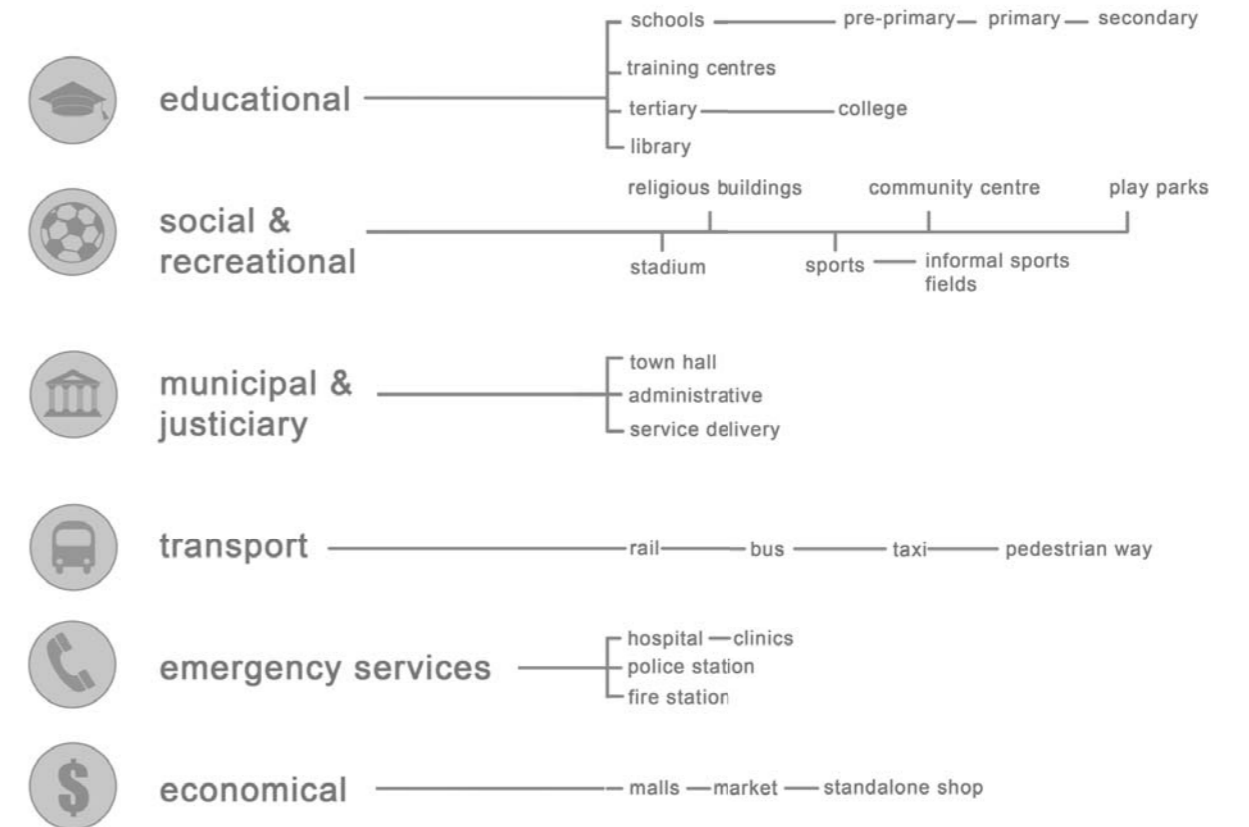 schools pre-primary primary secondary
training centres
educational
tertiary college
library
religious buildings community centre play parks
social &
recreational
stadium sports informal sports
fields
town hall
municipal &
justiciary
administrative
service delivery
transport rail bus taxi pedestrian way
hospital clinics
emergency services
police station
fire station
$
economical malls market standalone shop